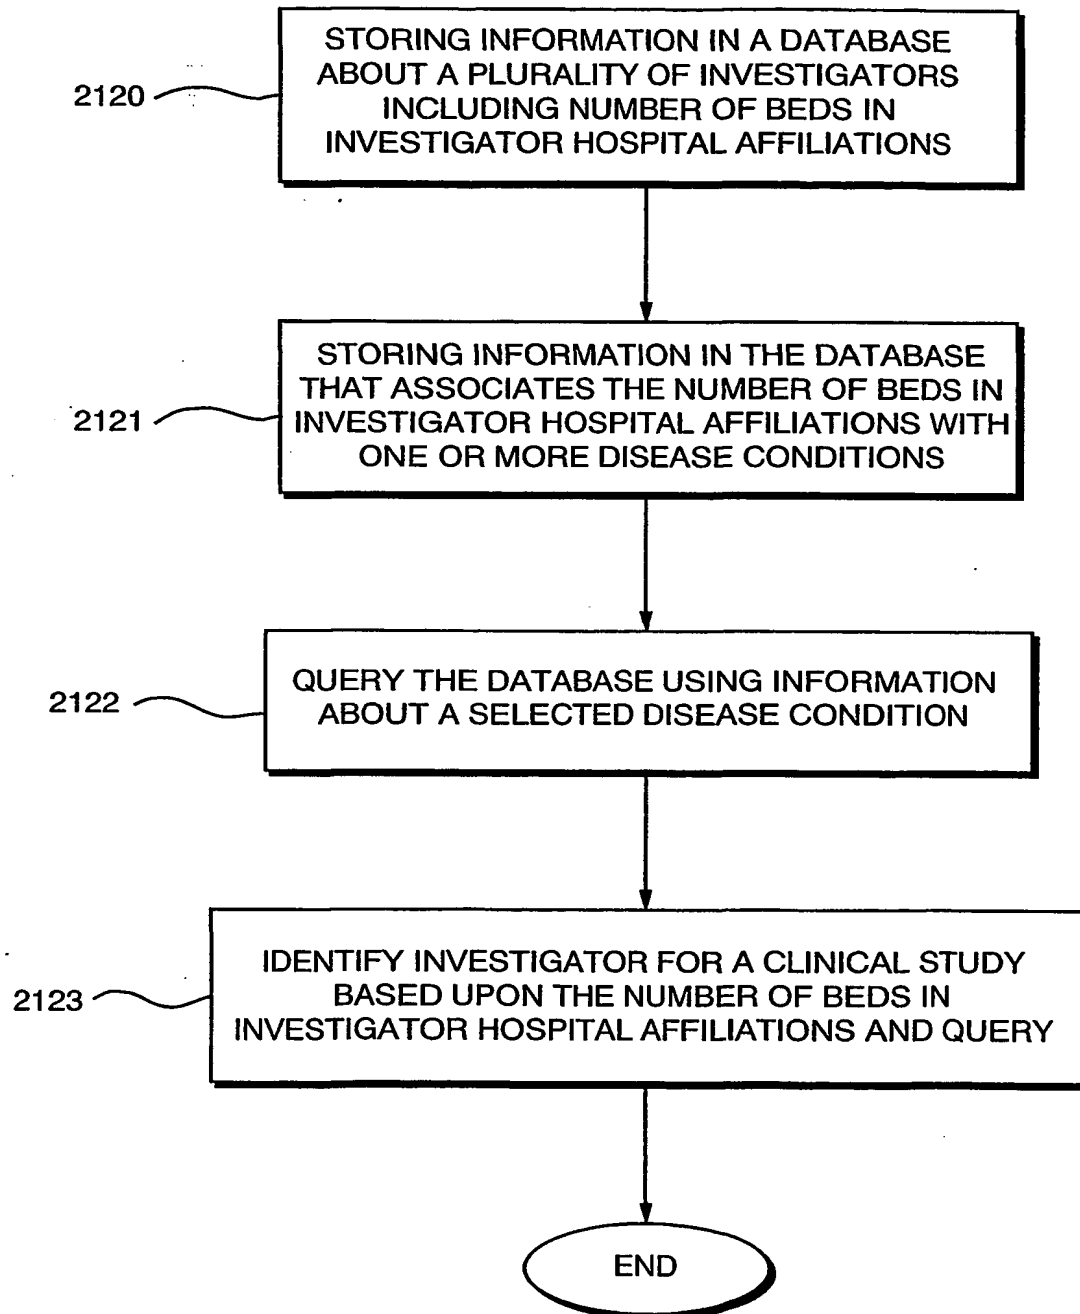 STORING INFORMATION IN A DATABASE
ABOUT A PLURALITY OF INVESTIGATORS
INCLUDING NUMBER OF BEDS IN
INVESTIGATOR HOSPITAL AFFILIATIONS
2120
STORING INFORMATION IN THE DATABASE
THAT ASSOCIATES THE NUMBER OF BEDS IN
INVESTIGATOR HOSPITAL AFFILIATIONS WITH
ONE OR MORE DISEASE CONDITIONS
2121
QUERY THE DATABASE USING INFORMATION
ABOUT A SELECTED DISEASE CONDITION
2122
IDENTIFY INVESTIGATOR FOR A CLINICAL STUDY
BASED UPON THE NUMBER OF BEDS IN
INVESTIGATOR HOSPITAL AFFILIATIONS AND QUERY
2123
END